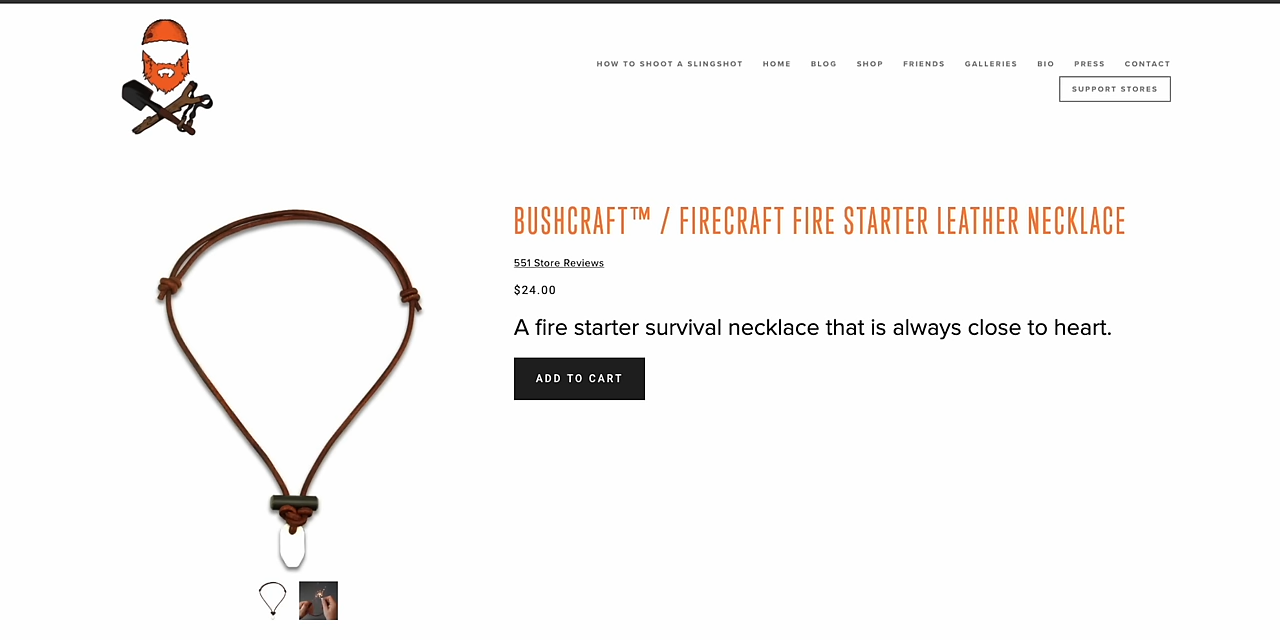 HOW TO SHOOT A SLINGSHOT HOME BLOG SHOP FRIENDS GALLERIES BIO PRESS CONTACT
SUPPORT STORES
BUSHCRAFT™ / FIRECRAFT FIRE STARTER LEATHER NECKLACE
551 Store Reviews
$24.00
A fire starter survival necklace that is always close to heart.
ADD TO CART